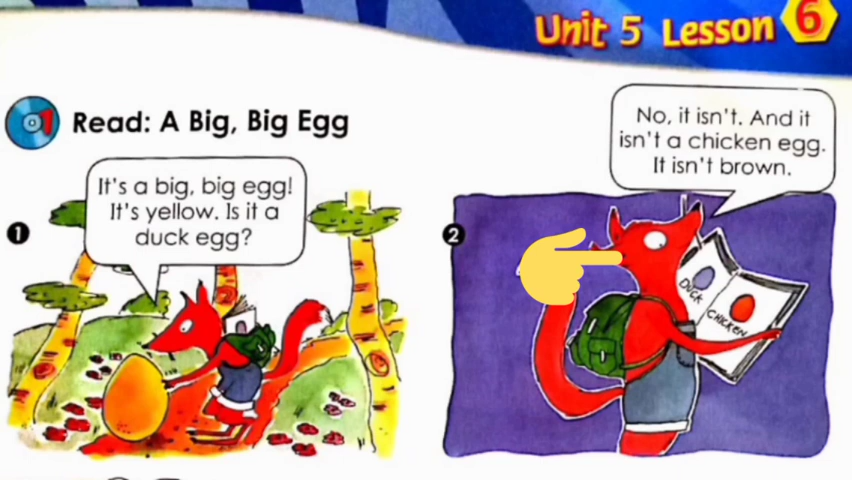 Unit 5 Lesson 6
Read: A Big, Big Egg
1
It's a big, big egg!
It's yellow. Is it a
duck egg?
2
No, it isn't. And it
isn't a chicken egg.
It isn't brown.
DUCK
CHICKEN